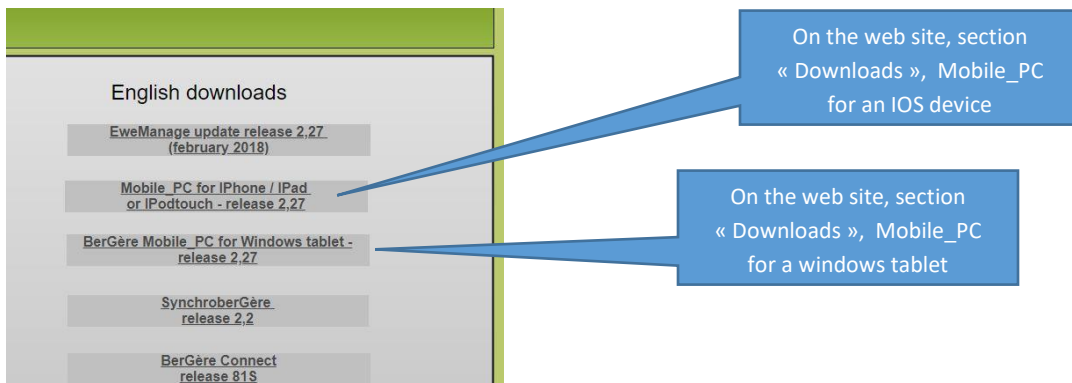 English downloads
EweManage update release 2,27
(february 2018)
Mobile_PC for IPhone / IPad
or IPodtouch - release 2,27
BerGère Mobile_PC for Windows tablet -
release 2,27
SynchroberGère
release 2,2
BerGère Connect
release 81S
On the web site, section
« Downloads », Mobile_PC
for an IOS device
On the web site, section
« Downloads », Mobile_PC
for a windows tablet